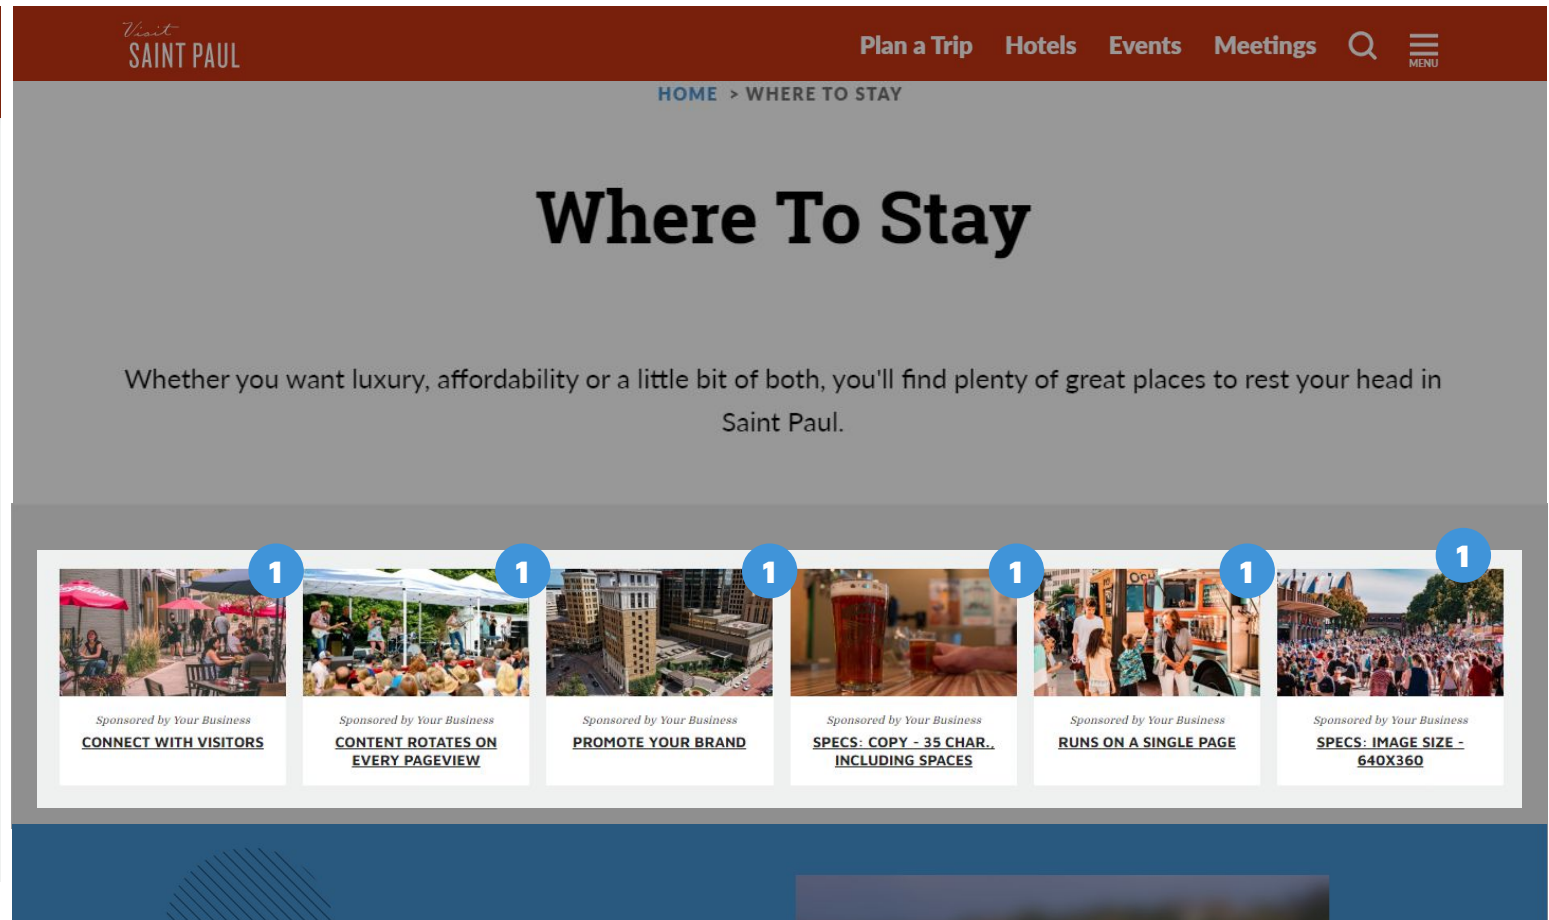 Visit
SAINT PAUL
Plan a Trip Hotels Events Meetings
MENU
HOME > WHERE TO STAY
Where To Stay
Whether you want luxury, affordability or a little bit of both, you'll find plenty of great places to rest your head in
Saint Paul.
1
1
1
1
1
1
Sponsored by Your Business
CONNECT WITH VISITORS
Sponsored by Your Business
CONTENT ROTATES ON
EVERY PAGEVIEW
Sponsored by Your Business
PROMOTE YOUR BRAND
Sponsored by Your Business
SPECS: COPY - 35 CHAR.,
INCLUDING SPACES
Sponsored by Your Business
RUNS ON A SINGLE PAGE
Sponsored by Your Business
SPECS: IMAGE SIZE -
640X360